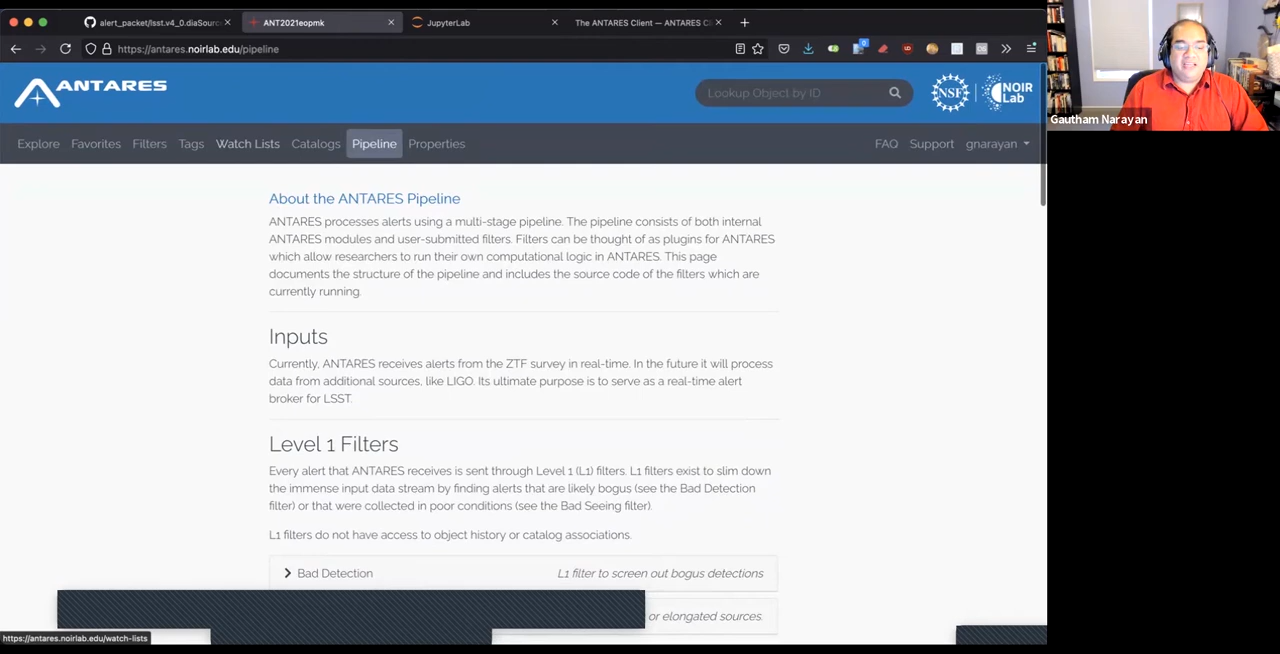 alert_packet/lsst.v4_0.diaSourc
ANT2021eopmk
JupyterLab
The ANTARES Client — ANTARES Cl
https://antares.noirlab.edu/pipeline
ANTARES
Lookup Object by ID
NSF
NOIR
Lab
Gautham Narayan
Explore Favorites Filters Tags Watch Lists Catalogs Pipeline Properties FAQ Support gnarayan
About the ANTARES Pipeline
ANTARES processes alerts using a multi-stage pipeline. The pipeline consists of both internal
ANTARES modules and user-submitted filters. Filters can be thought of as plugins for ANTARES
which allow researchers to run their own computational logic in ANTARES. This page
documents the structure of the pipeline and includes the source code of the filters which are
currently running.
Inputs
Currently, ANTARES receives alerts from the ZTF survey in real-time. In the future it will process
data from additional sources, like LIGO. Its ultimate purpose is to serve as a real-time alert
broker for LSST.
Level 1 Filters
Every alert that ANTARES receives is sent through Level 1 (L1) filters. L1 filters exist to slim down
the immense input data stream by finding alerts that are likely bogus (see the Bad Detection
filter) or that were collected in poor conditions (see the Bad Seeing filter).
L1 filters do not have access to object history or catalog associations.
Bad Detection L1 filter to screen out bogus detections
or elongated sources.
https://antares.noirlab.edu/watch-lists